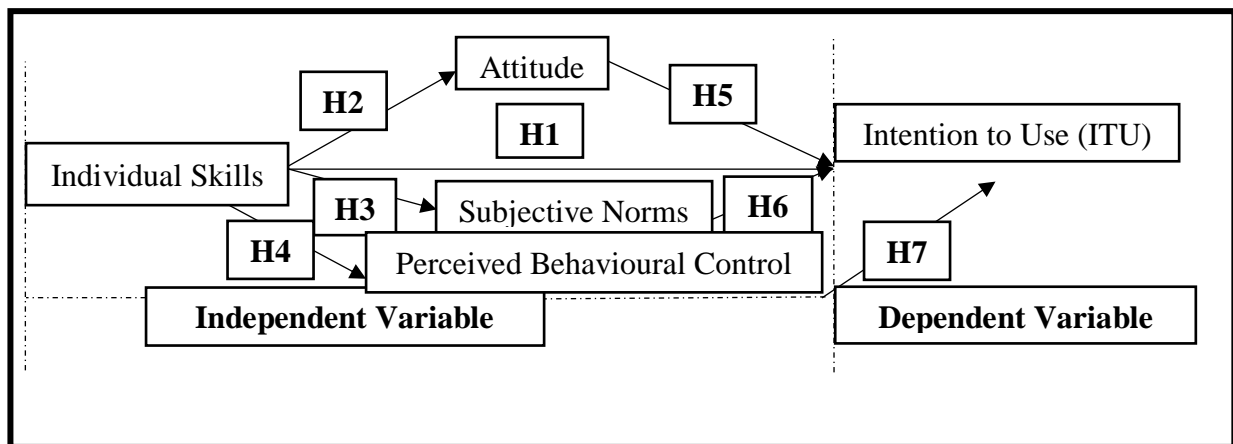 Attitude
H2
H5
H1
Intention to Use (ITU)
Individual Skills
H3
Subjective Norms
H6
H4
Perceived Behavioural Control
H7
Independent Variable
Dependent Variable